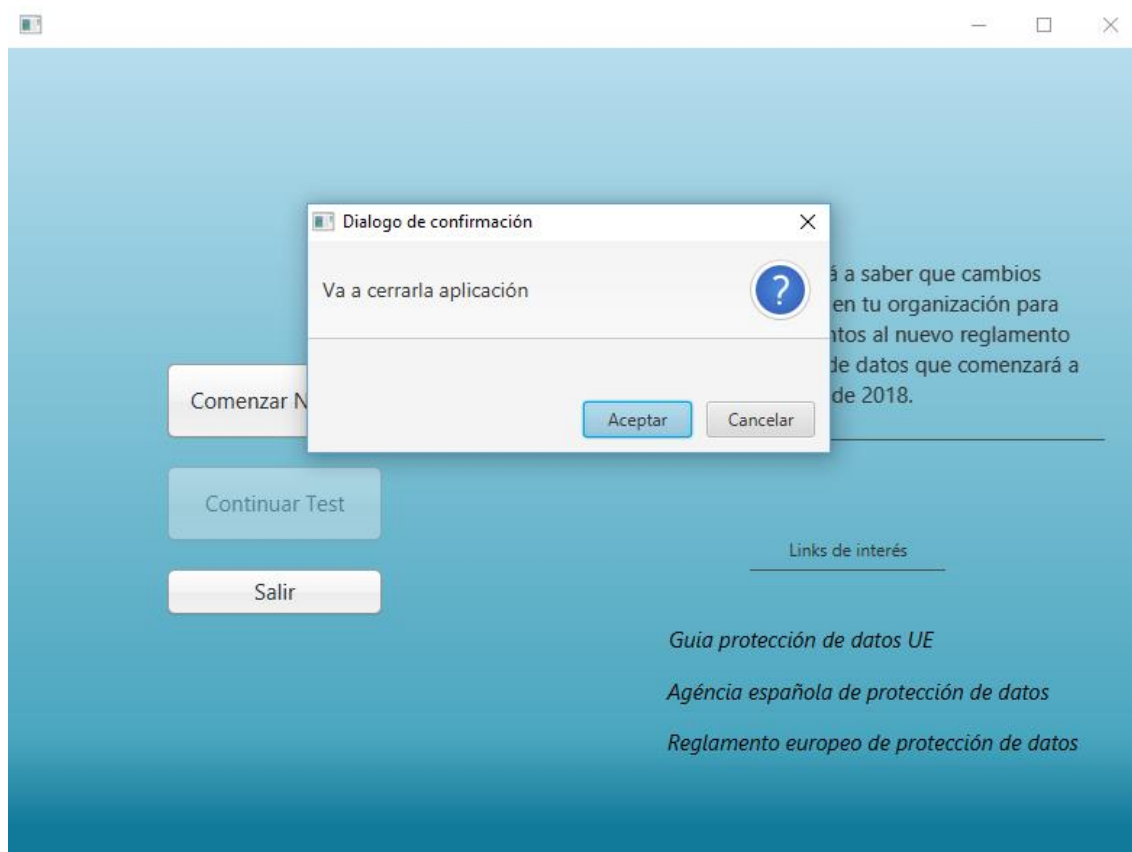 Dialogo de confirmación
Va a cerrarla aplicación
?
Aceptar
Cancelar
a saber que cambios
en tu organización para
al nuevo reglamento
de datos que comenzará a
de 2018.
Comenzar
Continuar Test
Salir
Links de interés
Guia protección de datos UE
Agéncia española de protección de datos
Reglamento europeo de protección de datos